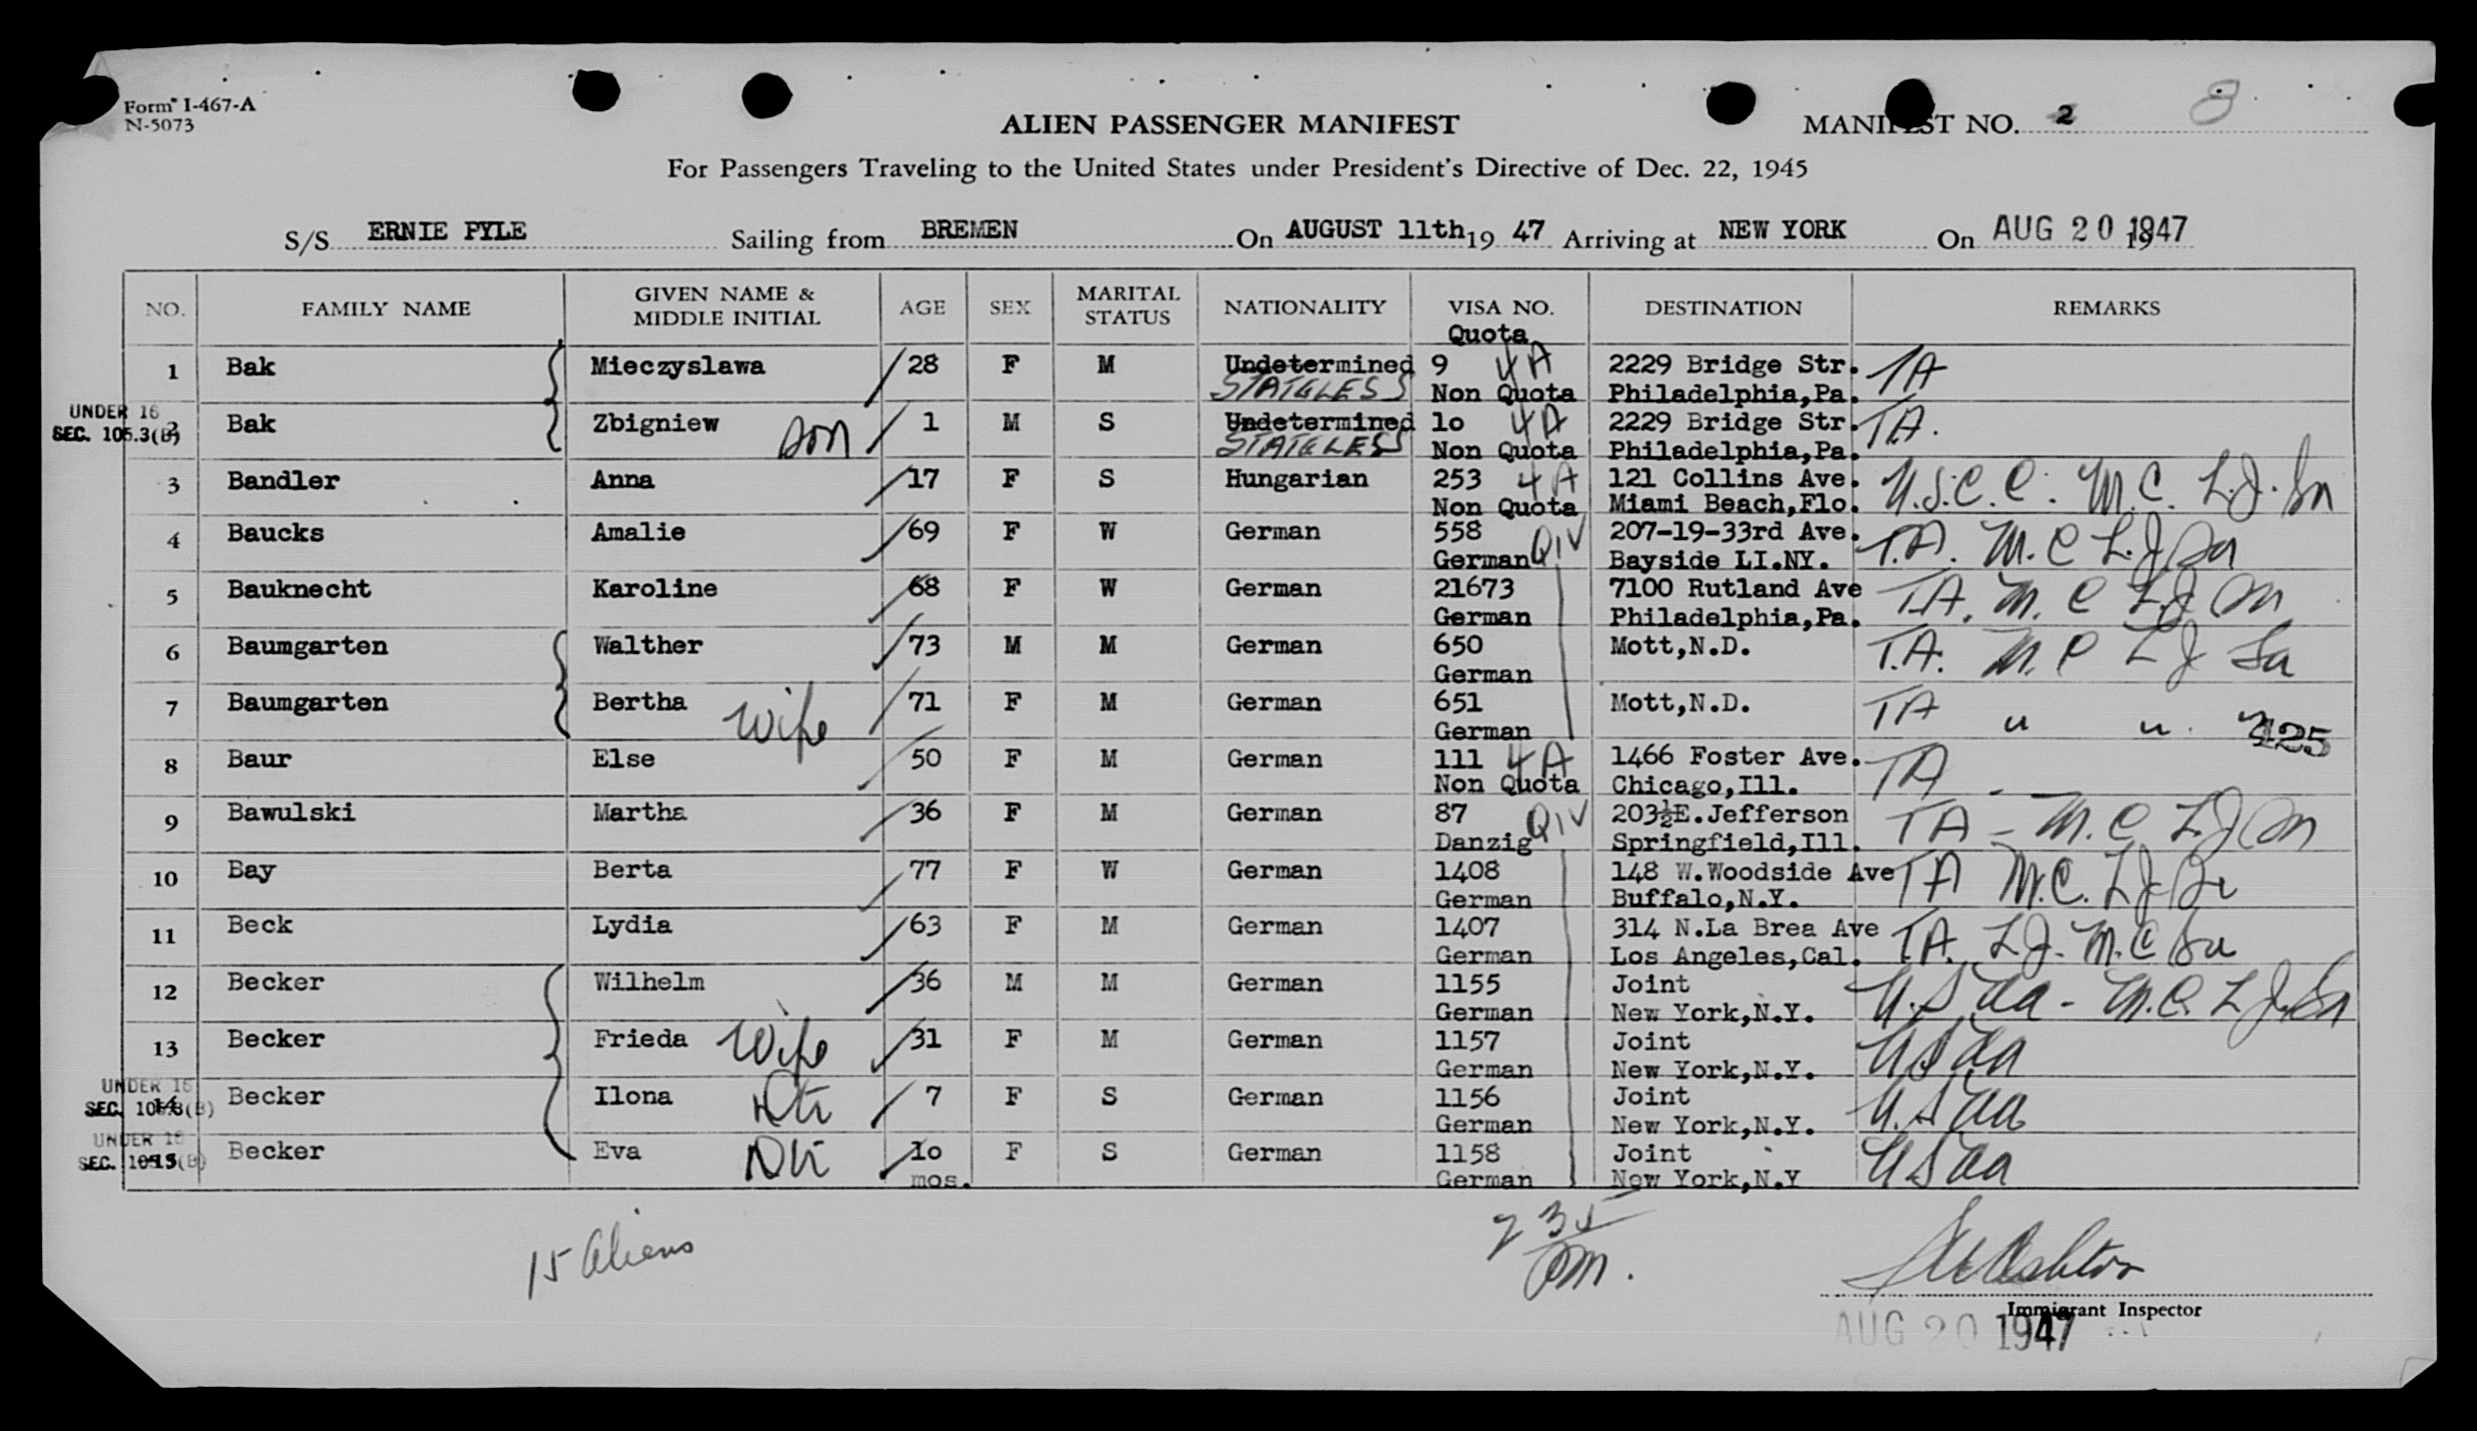 Form I-467-A
N-5073
ALIEN PASSENGER MANIFEST
MANIFEST NO. 2 8
For Passengers Traveling to the United States under President's Directive of Dec. 22, 1945
S/S ERNIE PYLE Sailing from BREMEN On AUGUST 11th 19 47 Arriving at NEW YORK On AUG 20 1947
NO. FAMILY NAME GIVEN NAME & MIDDLE INITIAL AGE SEX MARITAL STATUS NATIONALITY VISA NO. DESTINATION REMARKS
Quota
1 Bak Mieczyslawa 28 F M Undetermined 9 4A 2229 Bridge Str. TA
STATELESS Non Quota Philadelphia,Pa.
UNDER 16
SEC. 105.3(B)
2 Bak Zbigniew son 1 M S Undetermined 1o 4A 2229 Bridge Str. TA.
STATELESS Non Quota Philadelphia,Pa.
3 Bandler Anna 17 F S Hungarian 253 4A 121 Collins Ave. U.S.C.C. M.C. L.J.
Non Quota Miami Beach,Flo.
4 Baucks Amalie 69 F W German 558 QIV 207-19-33rd Ave. T.A. M.C L.J
German Bayside LI.NY.
5 Bauknecht Karoline 68 F W German 21673 7100 Rutland Ave T.A. M.C L.J
German Philadelphia,Pa.
6 Baumgarten Walther 73 M M German 650 Mott,N.D. T.A. M.C L J
German
7 Baumgarten Bertha Wife 71 F M German 651 Mott,N.D. TA " " " 425
German
8 Baur Else 50 F M German 111 4A 1466 Foster Ave. TA
Non Quota Chicago,Ill.
9 Bawulski Martha 36 F M German 87 QIV 203½E.Jefferson TA - M.C L.J
Danzig Springfield,Ill.
10 Bay Berta 77 F W German 1408 148 W.Woodside Ave TA M.C. L J
German Buffalo,N.Y.
11 Beck Lydia 63 F M German 1407 314 N.La Brea Ave T.A. L J. M.C
German Los Angeles,Cal.
12 Becker Wilhelm 36 M M German 1155 Joint M.C. L J
German New York,N.Y.
13 Becker Frieda Wife 31 F M German 1157 Joint
German New York,N.Y.
UNDER 16
SEC. 105.3(B)
14 Becker Ilona 7 F S German 1156 Joint
German New York,N.Y.
UNDER 16
SEC. 105.3(B)
15 Becker Eva 1o F S German 1158 Joint
mos. German New York,N.Y
15 aliens
235
pm.
Immigrant Inspector
AUG 20 1947